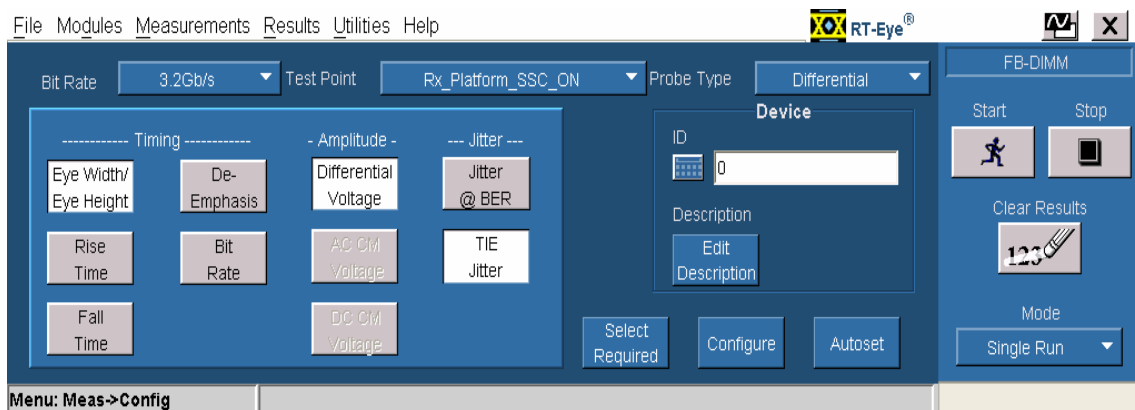 File Modules Measurements Results Utilities Help RT-Eye®
X
Bit Rate 3.2Gb/s Test Point Rx_Platform_SSC_ON Probe Type Differential
FB-DIMM
------------ Timing ------------ - Amplitude - --- Jitter ---
Eye Width/
Eye Height
De-
Emphasis
Differential
Voltage
Jitter
@ BER
Rise
Time
Bit
Rate
AC CM
Voltage
TIE
Jitter
Fall
Time
DC CM
Voltage
Device
ID
0
Description
Edit
Description
Select
Required
Configure
Autoset
Start Stop
Clear Results
123
Mode
Single Run
Menu: Meas->Config